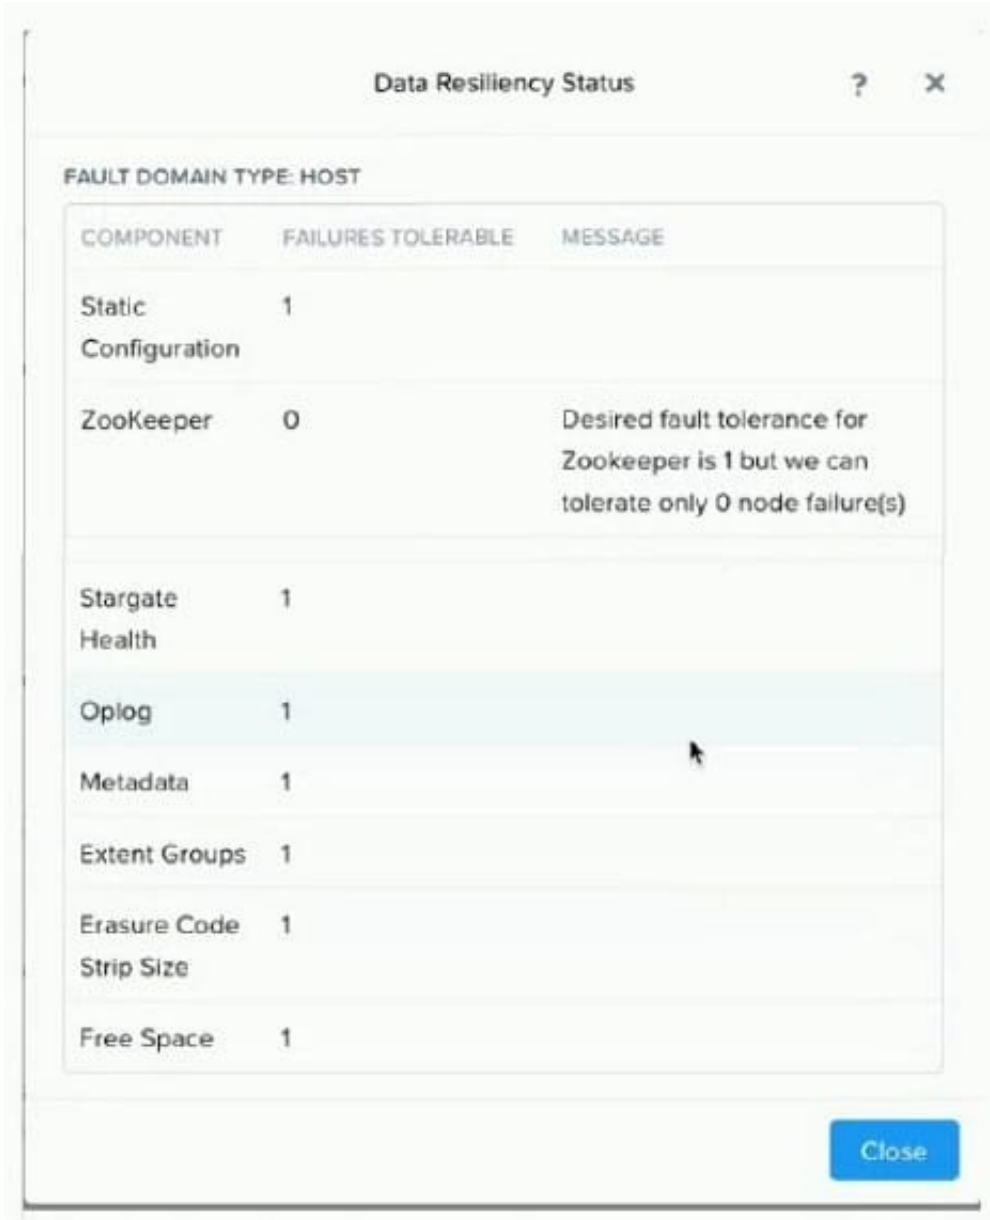 Data Resiliency Status ? ×
FAULT DOMAIN TYPE: HOST
COMPONENT FAILURES TOLERABLE MESSAGE
Static 1
Configuration
ZooKeeper 0 Desired fault tolerance for
Zookeeper is 1 but we can
tolerate only 0 node failure(s)
Stargate 1
Health
Oplog 1
Metadata 1
Extent Groups 1
Erasure Code 1
Strip Size
Free Space 1
Close